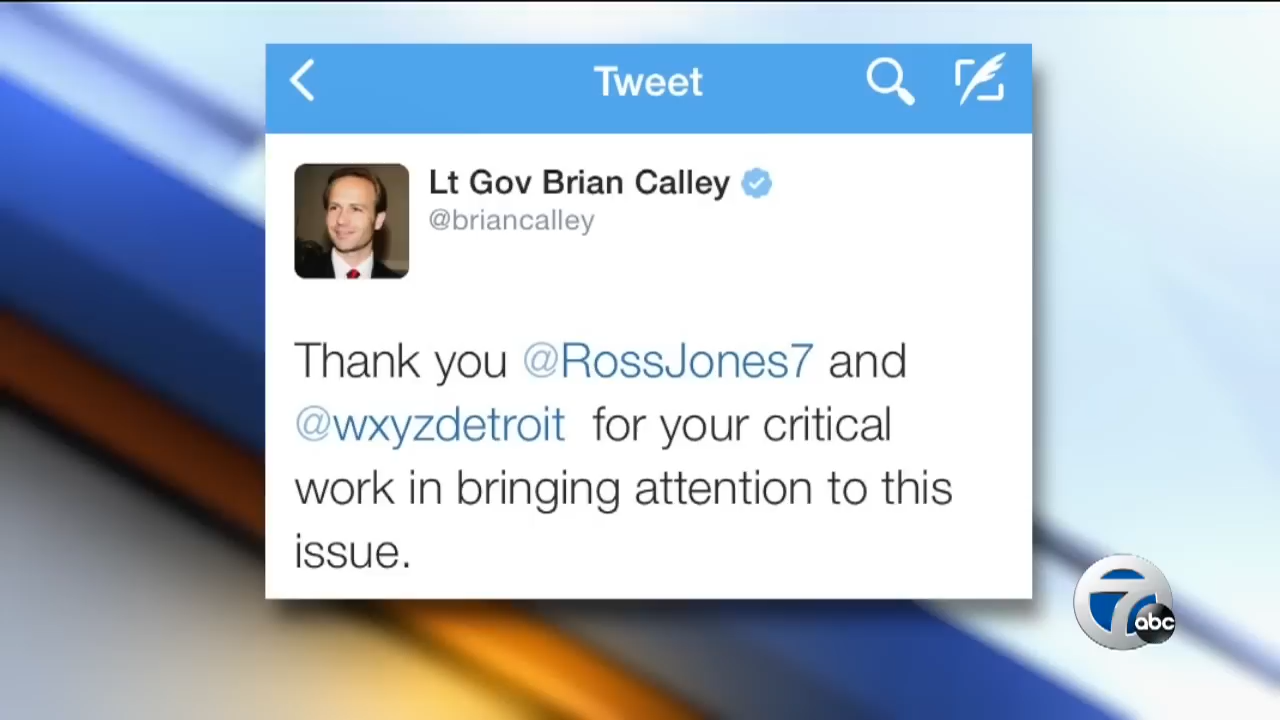 Tweet
Lt Gov Brian Calley
@briancalley
Thank you @RossJones7 and
@wxyzdetroit for your critical
work in bringing attention to this
issue.
7
abc